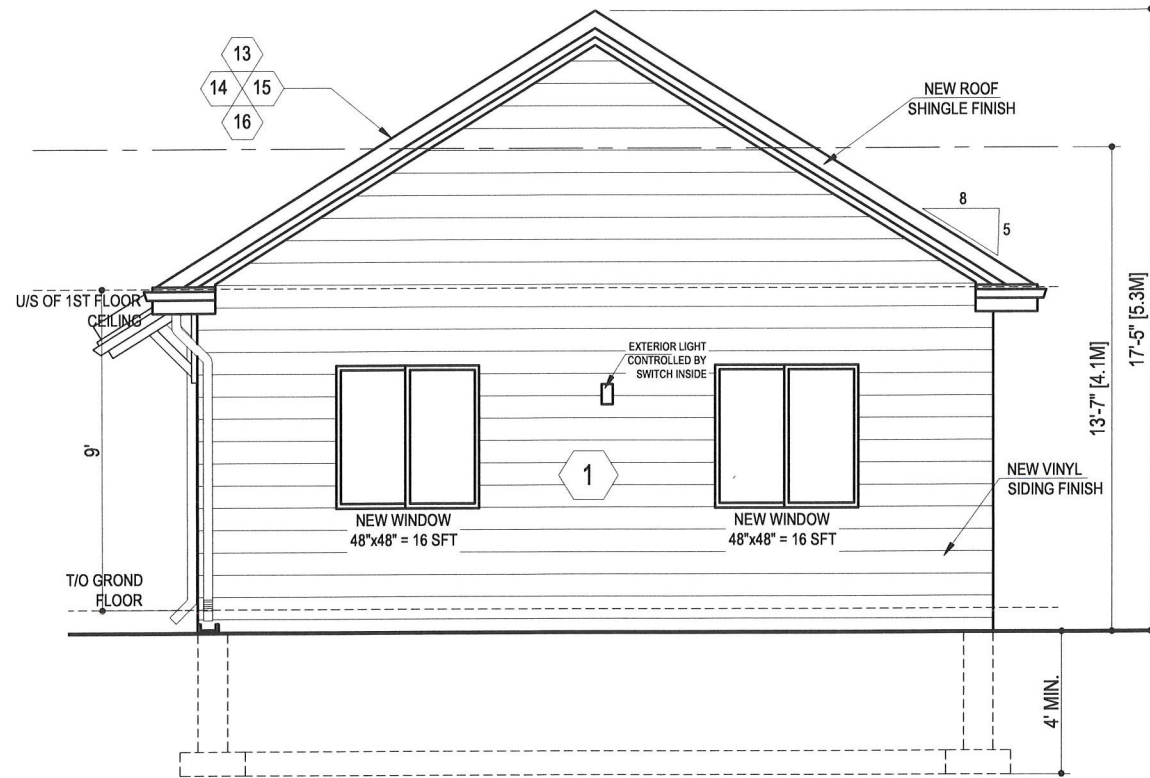 13
14 15
16
NEW ROOF
SHINGLE FINISH
8
5
U/S OF 1ST FLOOR
CEILING
EXTERIOR LIGHT
CONTROLLED BY
SWITCH INSIDE
17'-5" [5.3M]
13'-7" [4.1M]
9'
1
NEW VINYL
SIDING FINISH
NEW WINDOW
48"x48" = 16 SFT
NEW WINDOW
48"x48" = 16 SFT
T/O GROND
FLOOR
4' MIN.